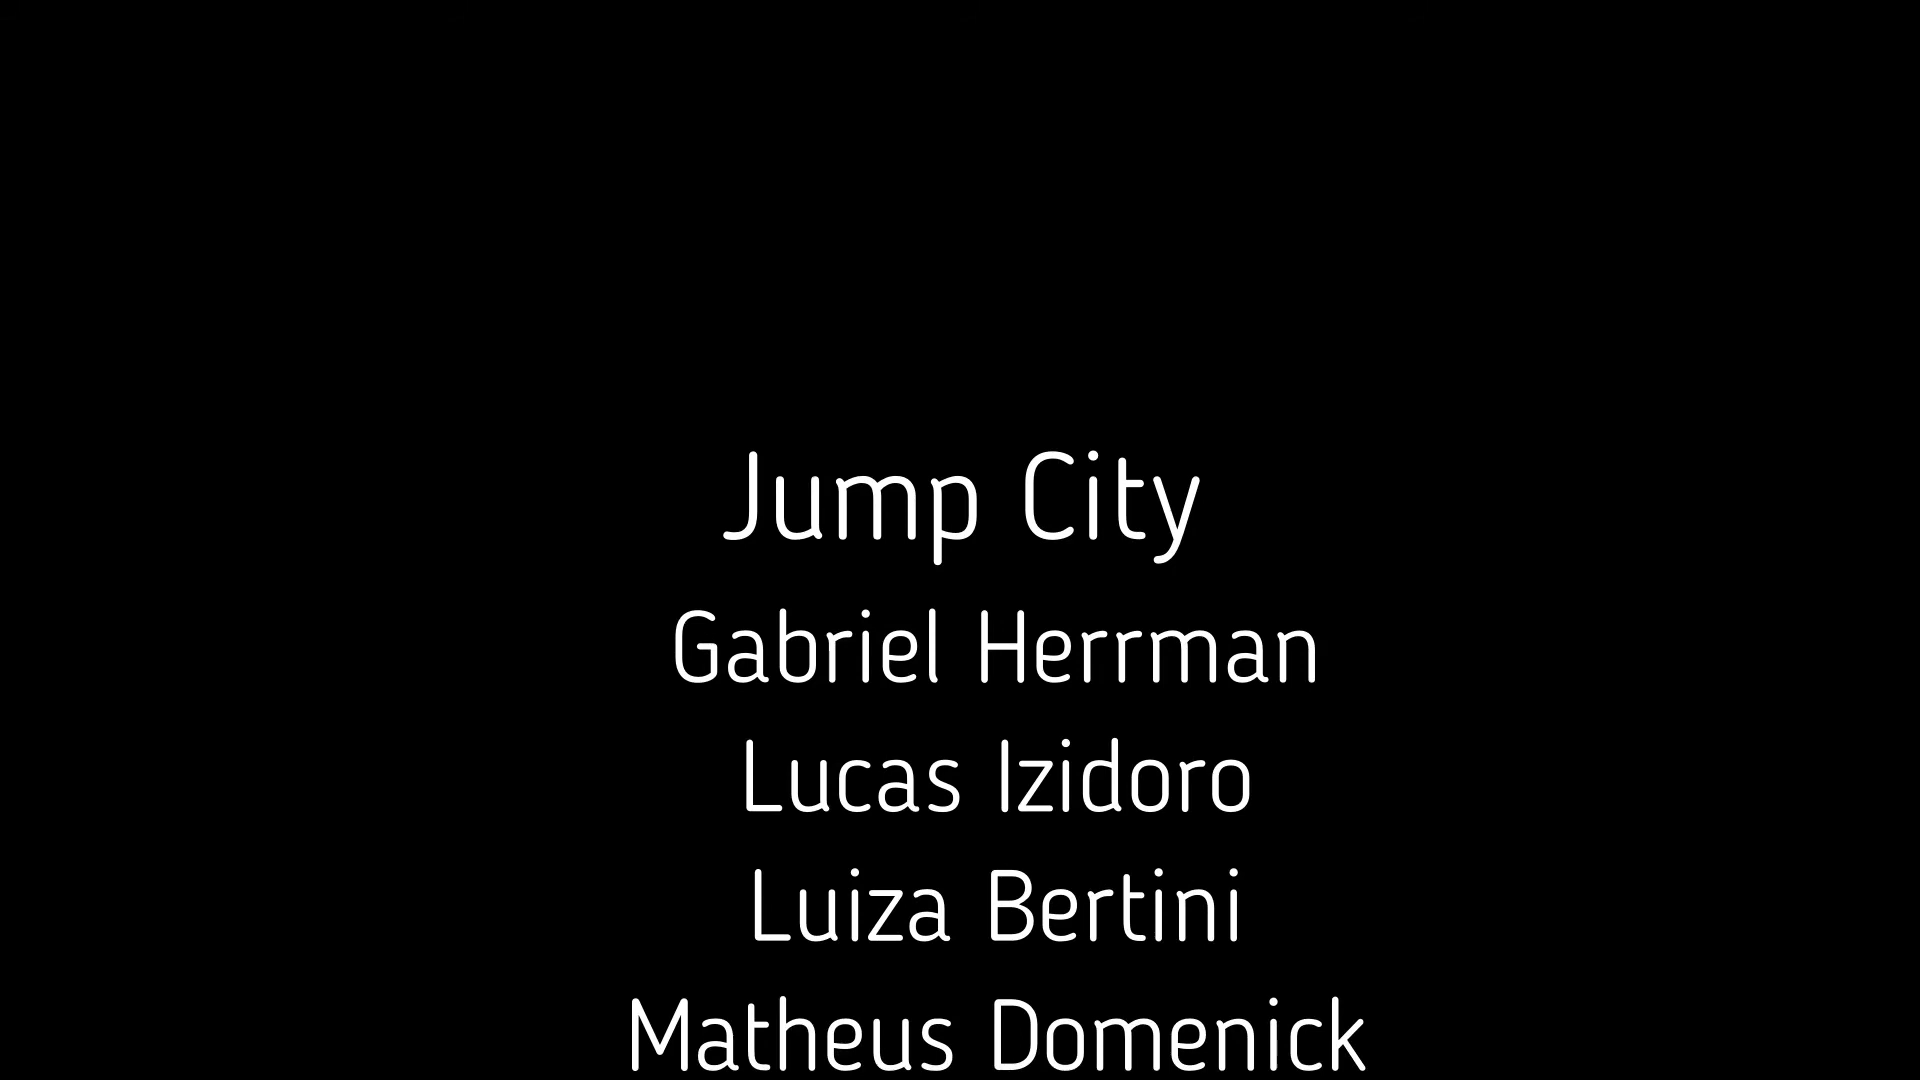 Jump City
Gabriel Herrman
Lucas Izidoro
Luiza Bertini
Matheus Domenick